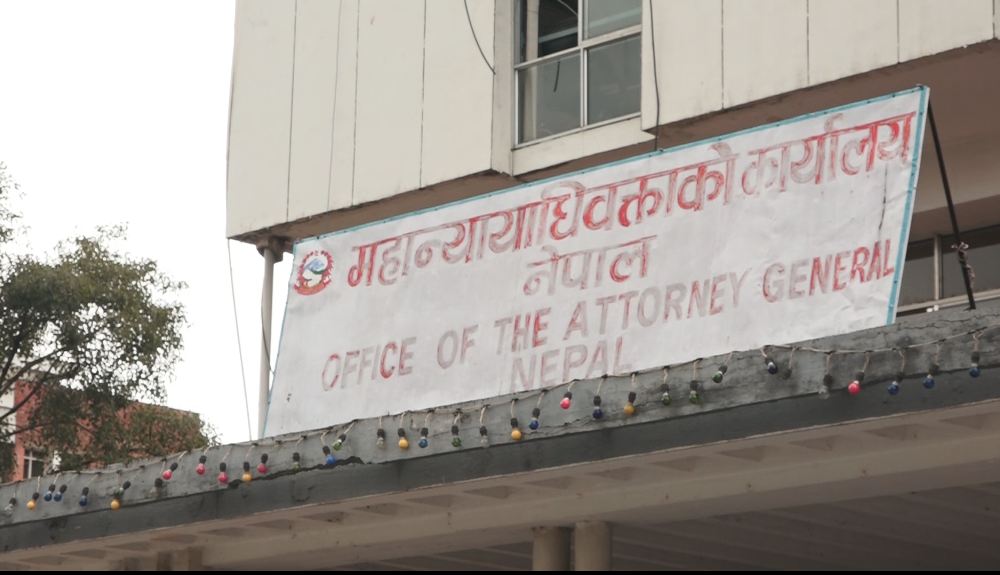 महान्यायाधिवक्ताको कार्यालय
नेपाल
OFFICE OF THE ATTORNEY GENERAL
NEPAL